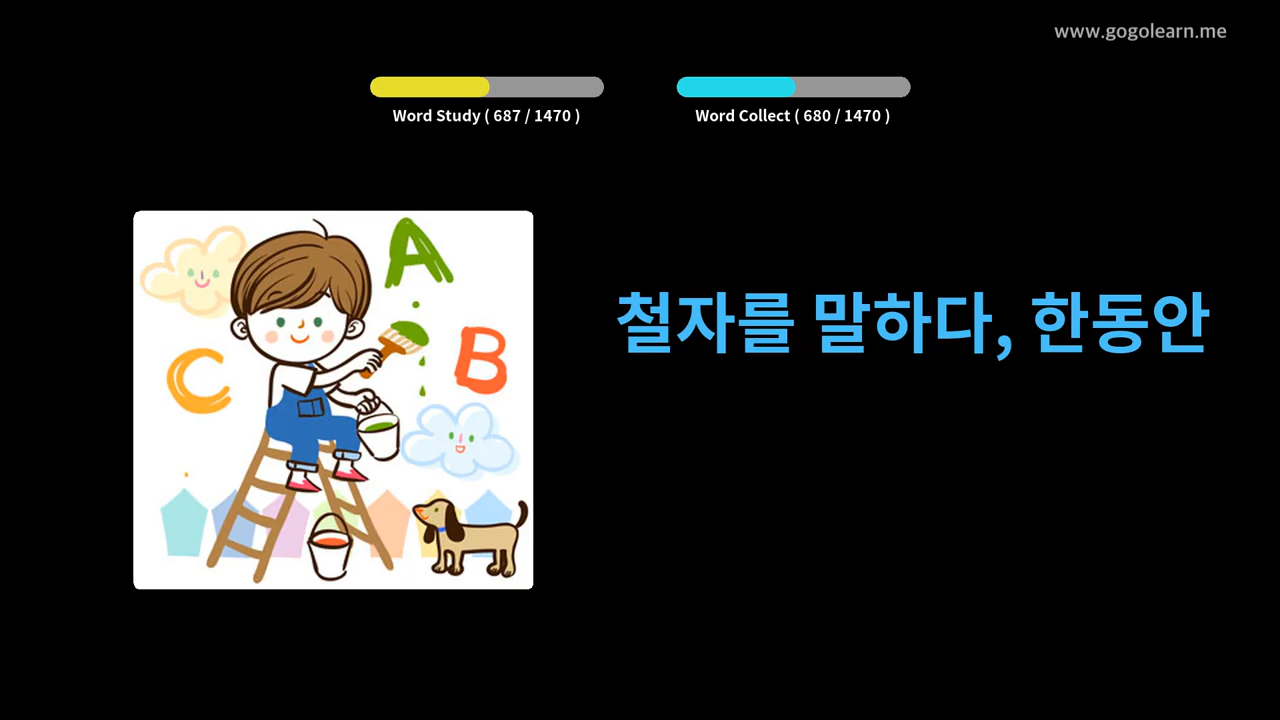 www.gogolearn.me
Word Study ( 687 / 1470 )
Word Collect ( 680 / 1470 )
A
B
C
철자를 말하다, 한동안